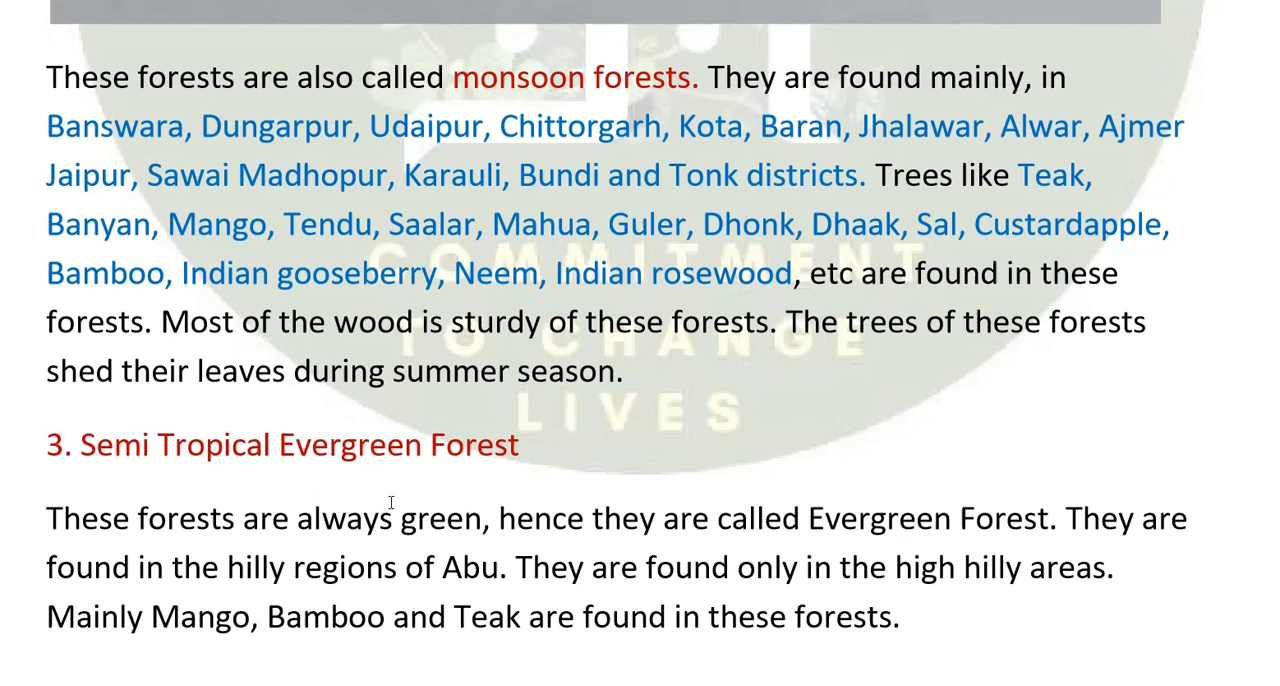 These forests are also called monsoon forests. They are found mainly, in
Banswara, Dungarpur, Udaipur, Chittorgarh, Kota, Baran, Jhalawar, Alwar, Ajmer
Jaipur, Sawai Madhopur, Karauli, Bundi and Tonk districts. Trees like Teak,
Banyan, Mango, Tendu, Saalar, Mahua, Guler, Dhonk, Dhaak, Sal, Custardapple,
Bamboo, Indian gooseberry, Neem, Indian rosewood, etc are found in these
forests. Most of the wood is sturdy of these forests. The trees of these forests
shed their leaves during summer season.
3. Semi Tropical Evergreen Forest
These forests are always green, hence they are called Evergreen Forest. They are
found in the hilly regions of Abu. They are found only in the high hilly areas.
Mainly Mango, Bamboo and Teak are found in these forests.
COMMITMENT
TO CHANGE
LIVES